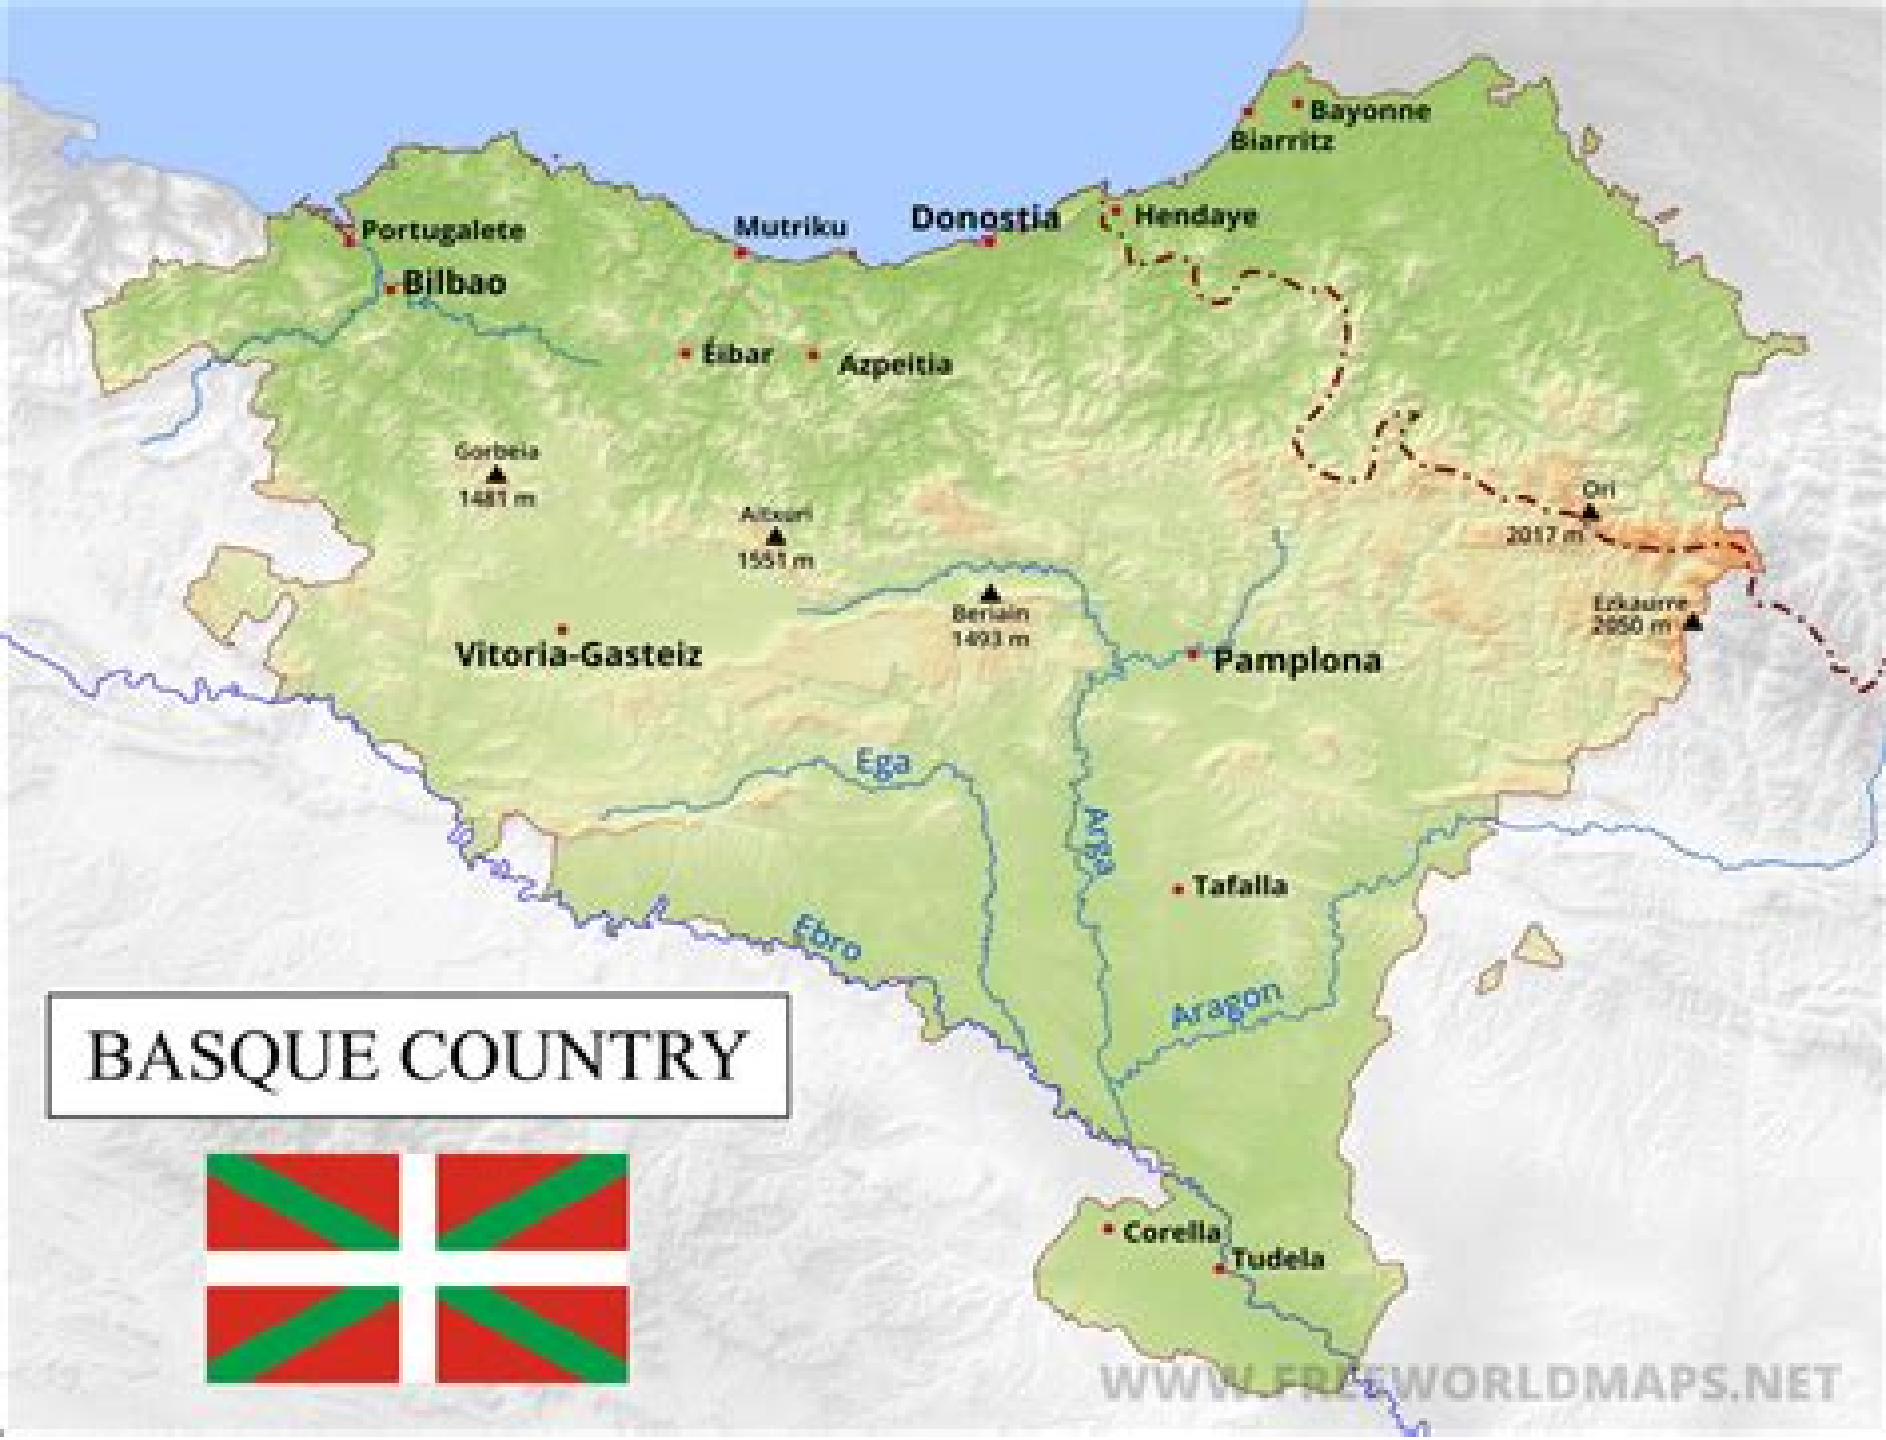 Bayonne
Biarritz
Portugalete
Mutriku
Donostia
Hendaye
Bilbao
Eibar
Azpeitia
Gorbeia
1481 m
Aitxuri
1551 m
Ori
2017 m
Beriain
1493 m
Ezkaurre
2050 m
Vitoria-Gasteiz
Pamplona
Ega
Arga
Tafalla
Ebro
Aragon
BASQUE COUNTRY
Corella
Tudela
WWW.FREEWORLDMAPS.NET